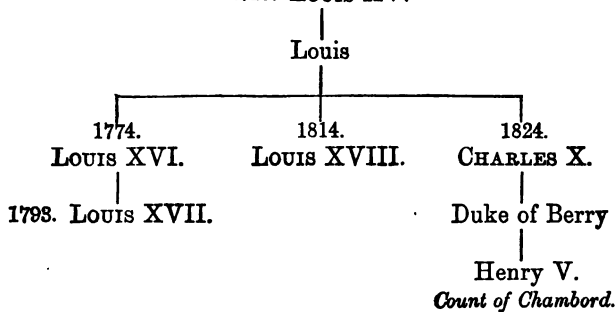 Louis
1774. 1814. 1824.
LOUIS XVI. LOUIS XVIII. CHARLES X.
1793. LOUIS XVII. Duke of Berry
Henry V.
Count of Chambord.